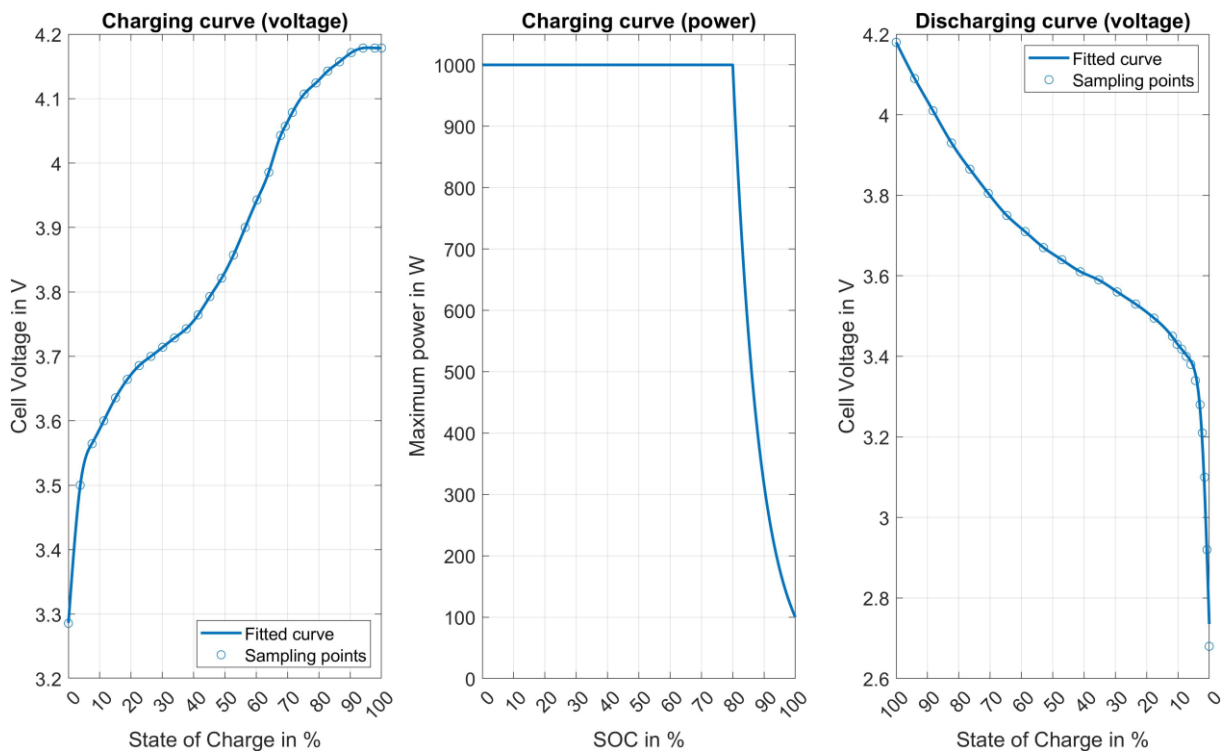 Charging curve (voltage)
4.2
4.1
4
3.9
3.8
3.7
3.6
3.5
3.4
3.3
3.2
Cell Voltage in V
Fitted curve
Sampling points
0 10 20 30 40 50 60 70 80 90 100
State of Charge in %
Charging curve (power)
1000
900
1000
800
700
600
500
400
300
200
100
Maximum power in W
0 10 20 30 40 50 60 70 80 90 100
SOC in %
Discharging curve (voltage)
Fitted curve
Sampling points
4.2
4
3.8
3.6
3.4
3.2
3
2.8
2.6
Cell Voltage in V
100 90 80 70 60 50 40 30 20 10 0
State of Charge in %